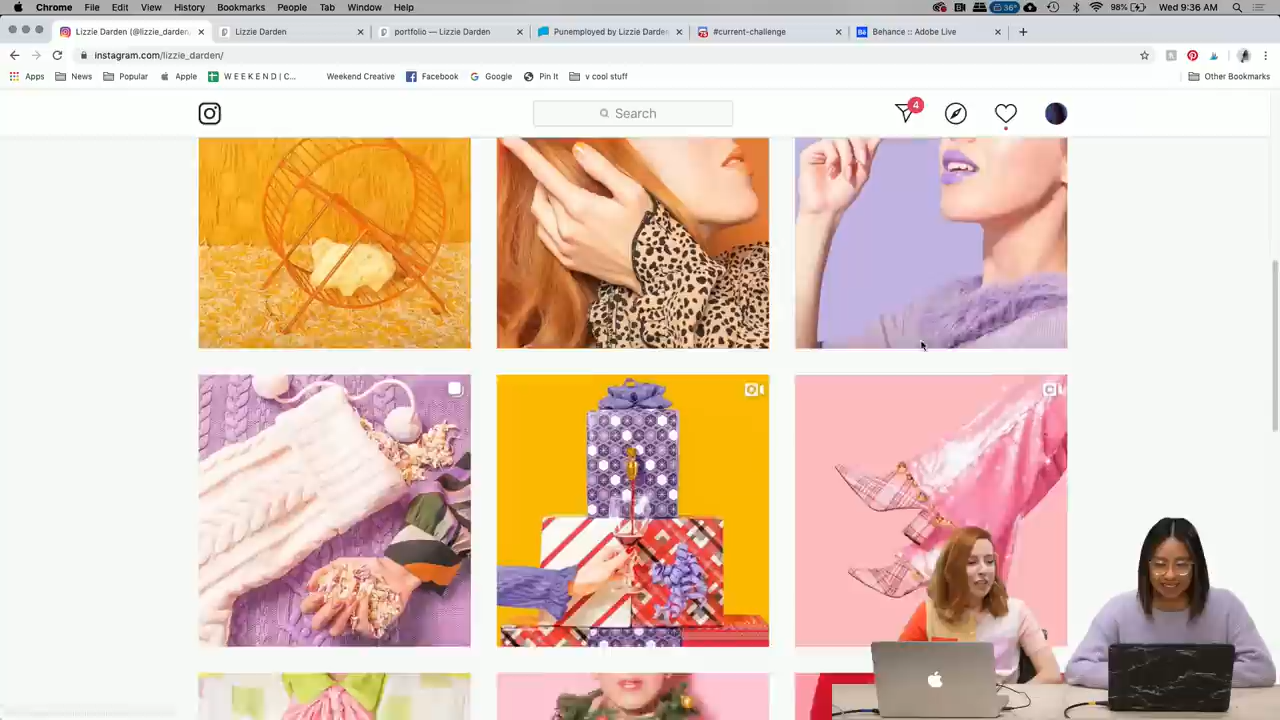 Chrome File Edit View History Bookmarks People Tab Window Help
36°
98%
Wed 9:36 AM
Lizzie Darden (@lizzie_darden
Lizzie Darden
portfolio — Lizzie Darden
Punemployed by Lizzie Darden
#current-challenge
Behance :: Adobe Live
instagram.com/lizzie_darden/
Apps
News
Popular
Apple
W E E K E N D | C...
Weekend Creative
Facebook
Google
Pin It
v cool stuff
Other Bookmarks
Search
4